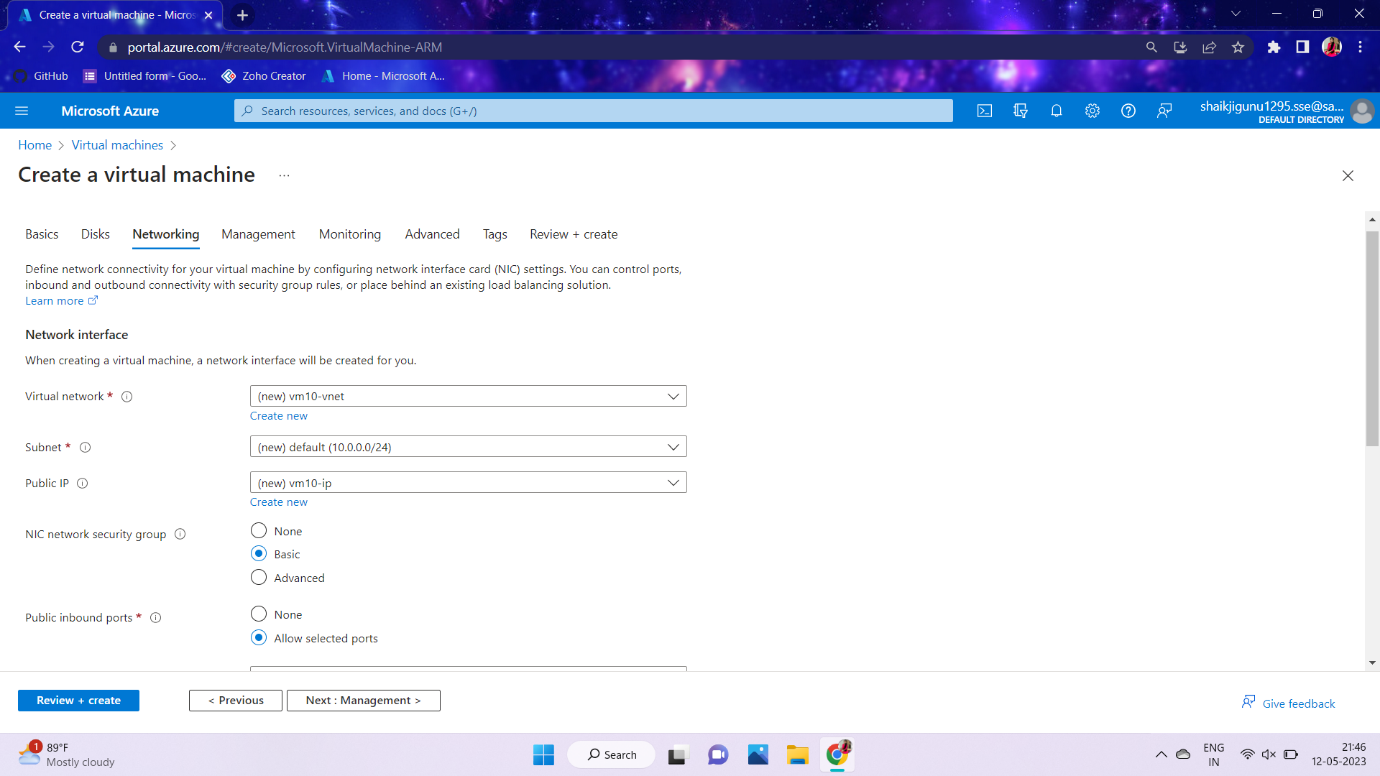 Create a virtual machine - Micros
portal.azure.com/#create/Microsoft.VirtualMachine-ARM
GitHub
Untitled form - Goo...
Zoho Creator
Home - Microsoft A...
Microsoft Azure
Search resources, services, and docs (G+/)
shaikjigunu1295.sse@sa...
DEFAULT DIRECTORY
Home > Virtual machines >
Create a virtual machine ...
Basics
Disks
Networking
Management
Monitoring
Advanced
Tags
Review + create
Define network connectivity for your virtual machine by configuring network interface card (NIC) settings. You can control ports,
inbound and outbound connectivity with security group rules, or place behind an existing load balancing solution.
Learn more
Network interface
When creating a virtual machine, a network interface will be created for you.
Virtual network *
(new) vm10-vnet
Create new
Subnet *
(new) default (10.0.0.0/24)
Public IP
(new) vm10-ip
Create new
NIC network security group
None
Basic
Advanced
Public inbound ports *
None
Allow selected ports
Review + create
< Previous
Next : Management >
Give feedback
1
89°F
Mostly cloudy
Search
ENG
IN
21:46
12-05-2023